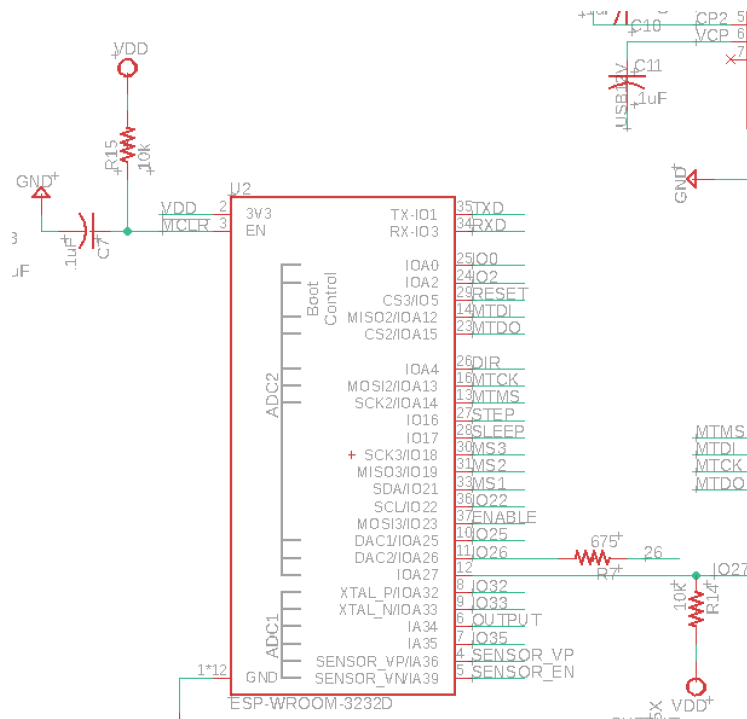 C10
CP2 5
VCP 6
7
C11
.1uF
USB12V
VDD
R15
10k
GND
.1uF
C7
uF
GND
U2
VDD 2 3V3
MCLR 3 EN
TX-IO1 35 TXD
RX-IO3 34 RXD
IOA0 25 IO0
IOA2 24 IO2
CS3/IO5 29 RESET
MISO2/IOA12 14 MTDI
CS2/IOA15 23 MTDO
Boot Control
IOA4 26 DIR
MOSI2/IOA13 16 MTCK
SCK2/IOA14 13 MTMS
IO16 27 STEP
IO17 28 SLEEP
SCK3/IO18 30 MS3
MISO3/IO19 31 MS2
SDA/IO21 33 MS1
SCL/IO22 36 IO22
MOSI3/IO23 37 ENABLE
DAC1/IOA25 10 IO25
DAC2/IOA26 11 IO26
IOA27 12
ADC2
XTAL_P/IOA32 8 IO32
XTAL_N/IOA33 9 IO33
IA34 6 OUTPUT
IA35 7 IO35
SENSOR_VP/IA36 4 SENSOR_VP
SENSOR_VN/IA39 5 SENSOR_EN
ADC1
1*12 GND
ESP-WROOM-3232D
MTMS
MTDI
MTCK
MTDO
675
R7
26
IO27
10K
R14
VDD